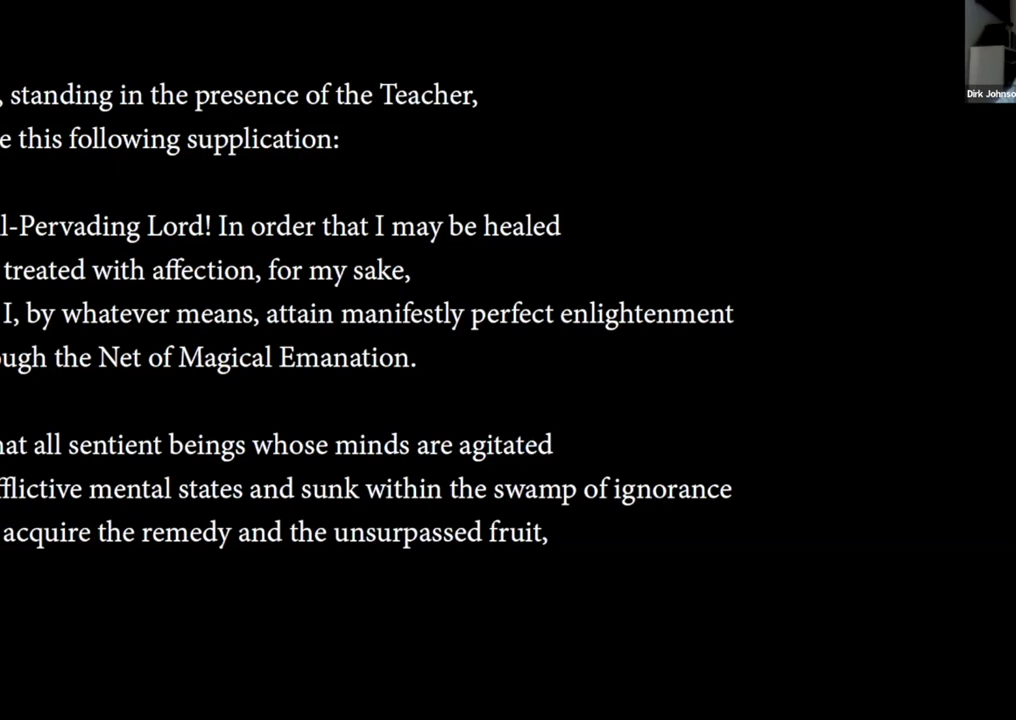 , standing in the presence of the Teacher,
e this following supplication:
l-Pervading Lord! In order that I may be healed
treated with affection, for my sake,
I, by whatever means, attain manifestly perfect enlightenment
ough the Net of Magical Emanation.
hat all sentient beings whose minds are agitated
fflictive mental states and sunk within the swamp of ignorance
acquire the remedy and the unsurpassed fruit,
Dirk Johnso